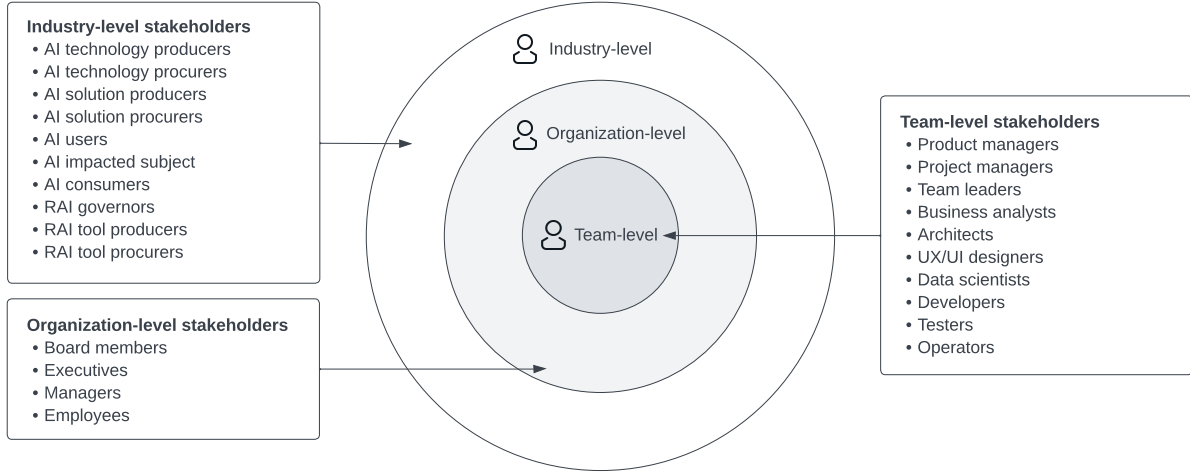 Industry-level stakeholders
• AI technology producers
• AI technology procurers
• AI solution producers
• AI solution procurers
• AI users
• AI impacted subject
• AI consumers
• RAI governors
• RAI tool producers
• RAI tool procurers
Organization-level stakeholders
• Board members
• Executives
• Managers
• Employees
Industry-level
Organization-level
Team-level
Team-level stakeholders
• Product managers
• Project managers
• Team leaders
• Business analysts
• Architects
• UX/UI designers
• Data scientists
• Developers
• Testers
• Operators